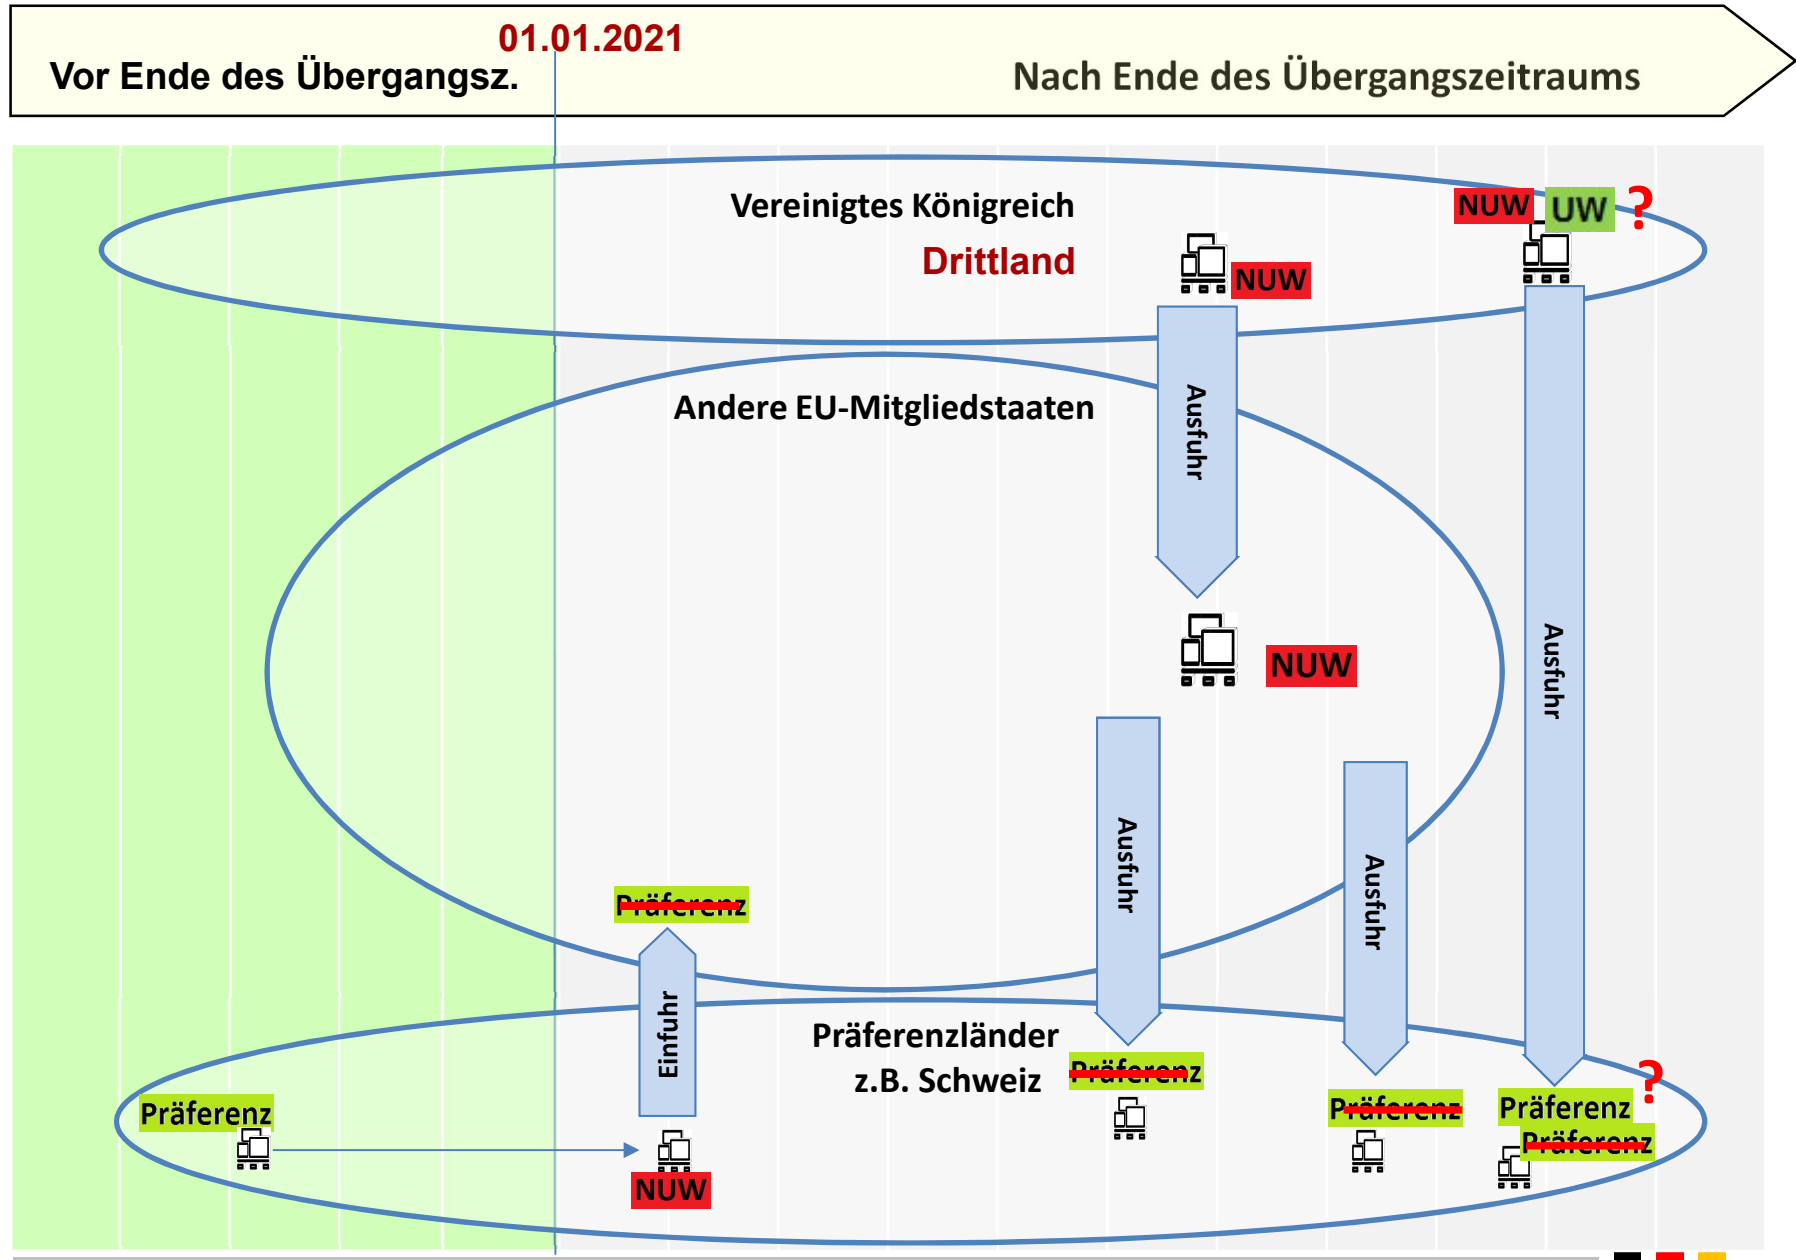 01.01.2021
Vor Ende des Übergangsz.
Nach Ende des Übergangszeitraums
Vereinigtes Königreich
Drittland
NUW
NUW
UW
?
Ausfuhr
Andere EU-Mitgliedstaaten
NUW
Ausfuhr
Ausfuhr
Ausfuhr
Präferenz
Einfuhr
Präferenzländer
z.B. Schweiz
Präferenz
Präferenz
NUW
Präferenz
Präferenz
?
Präferenz